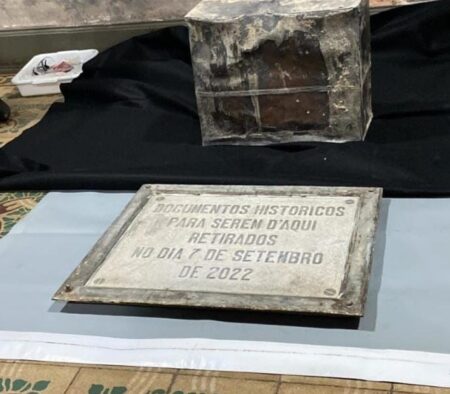 DOCUMENTOS HISTORICOS
PARA SEREM D'AQUI
RETIRADOS
NO DIA 7 DE SETEMBRO
DE 2022